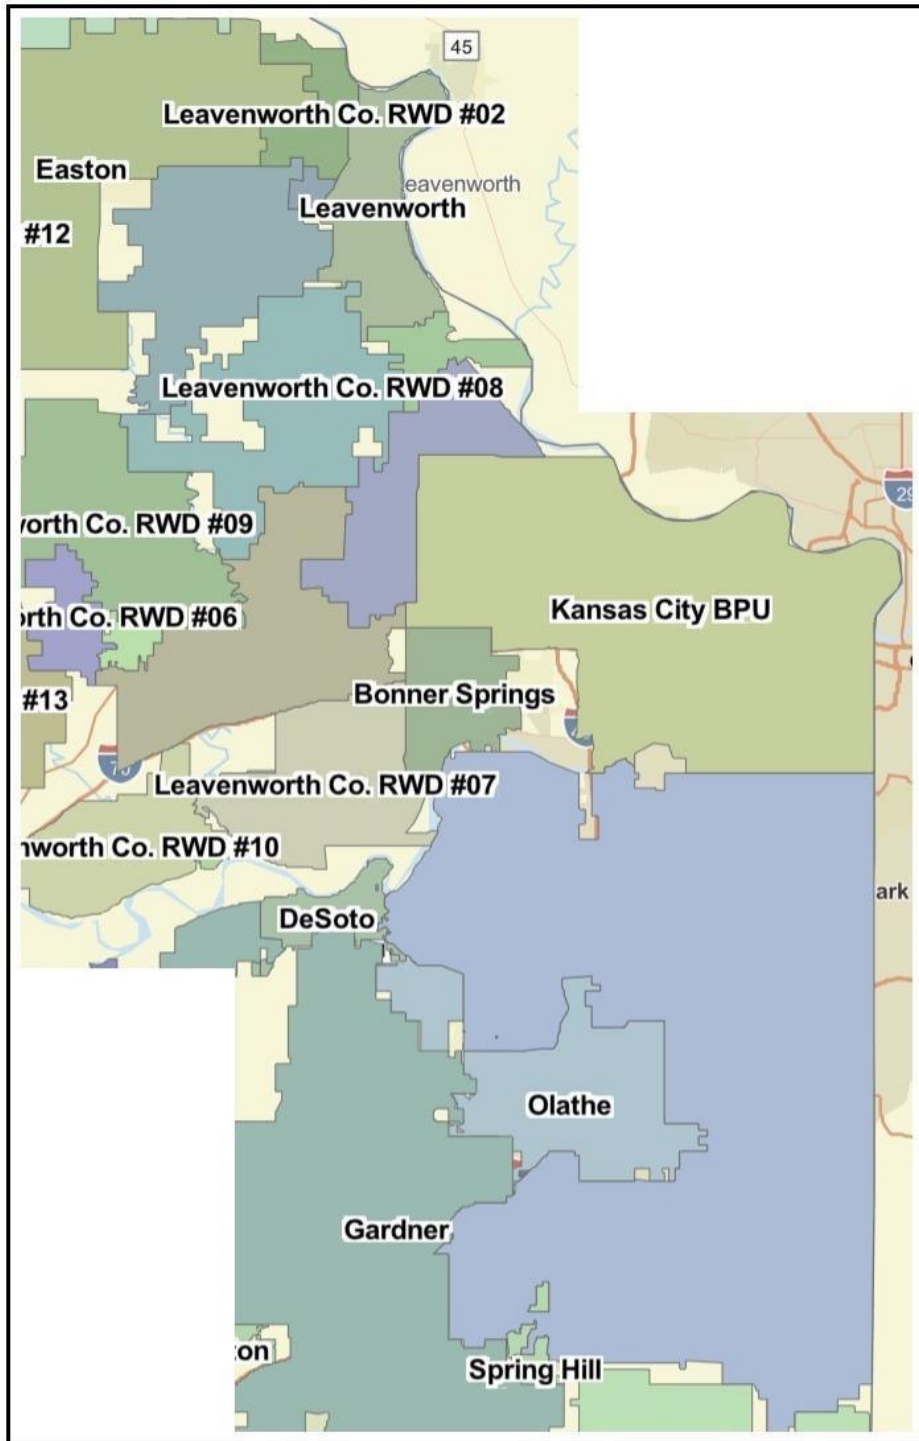 45
Leavenworth Co. RWD #02
Easton
eavenworth
Leavenworth
#12
Leavenworth Co. RWD #08
29
orth Co. RWD #09
Kansas City BPU
orth Co. RWD #06
#13
Bonner Springs
70
Leavenworth Co. RWD #07
nworth Co. RWD #10
ark
DeSoto
Olathe
Gardner
ton
Spring Hill